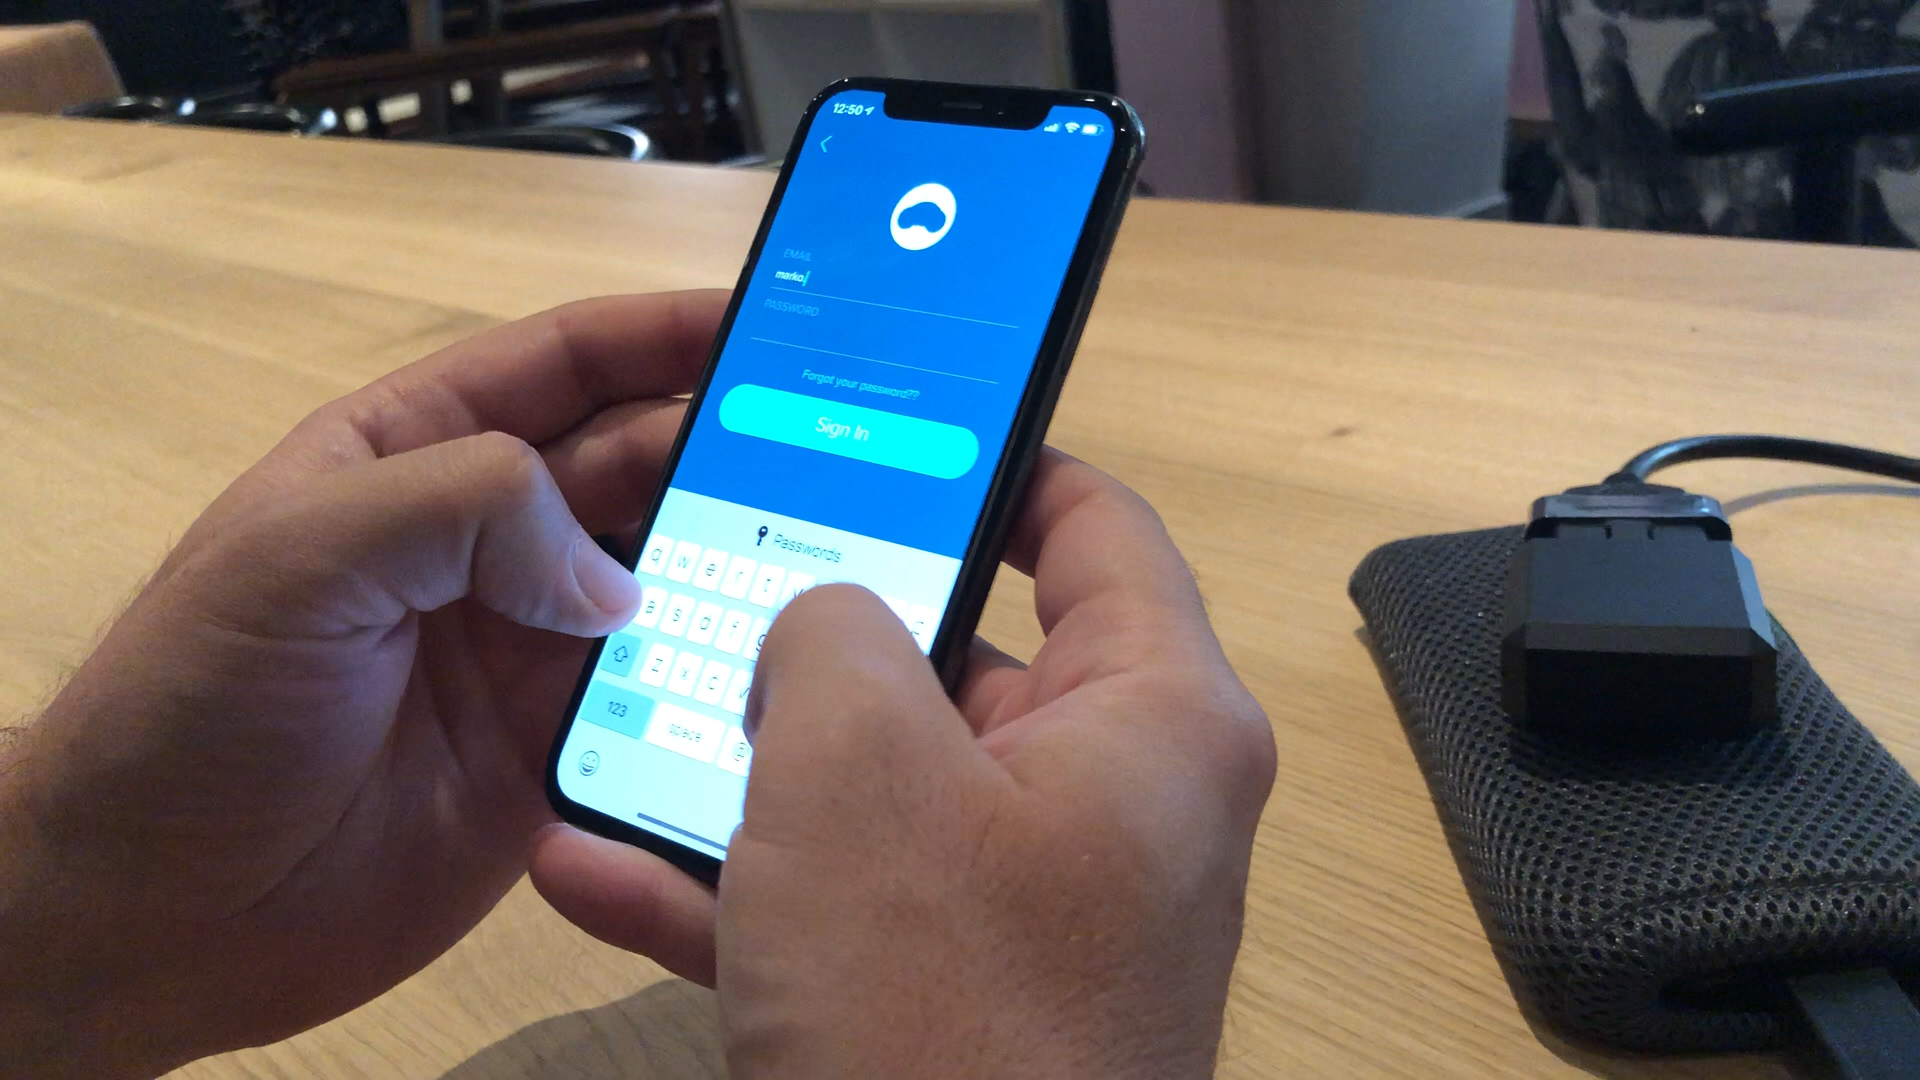 12:50
EMAIL
marko
PASSWORD
Forgot your password??
Sign In
Passwords
q w e r t
a s d f g
z x c
123 space @